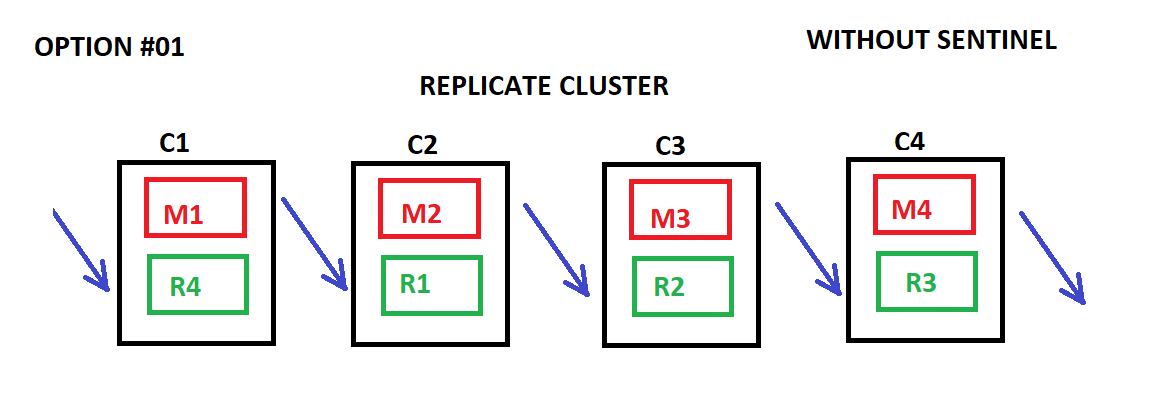 OPTION #01
WITHOUT SENTINEL
REPLICATE CLUSTER
C1
C2
C3
C4
M1
M2
M3
M4
R4
R1
R2
R3